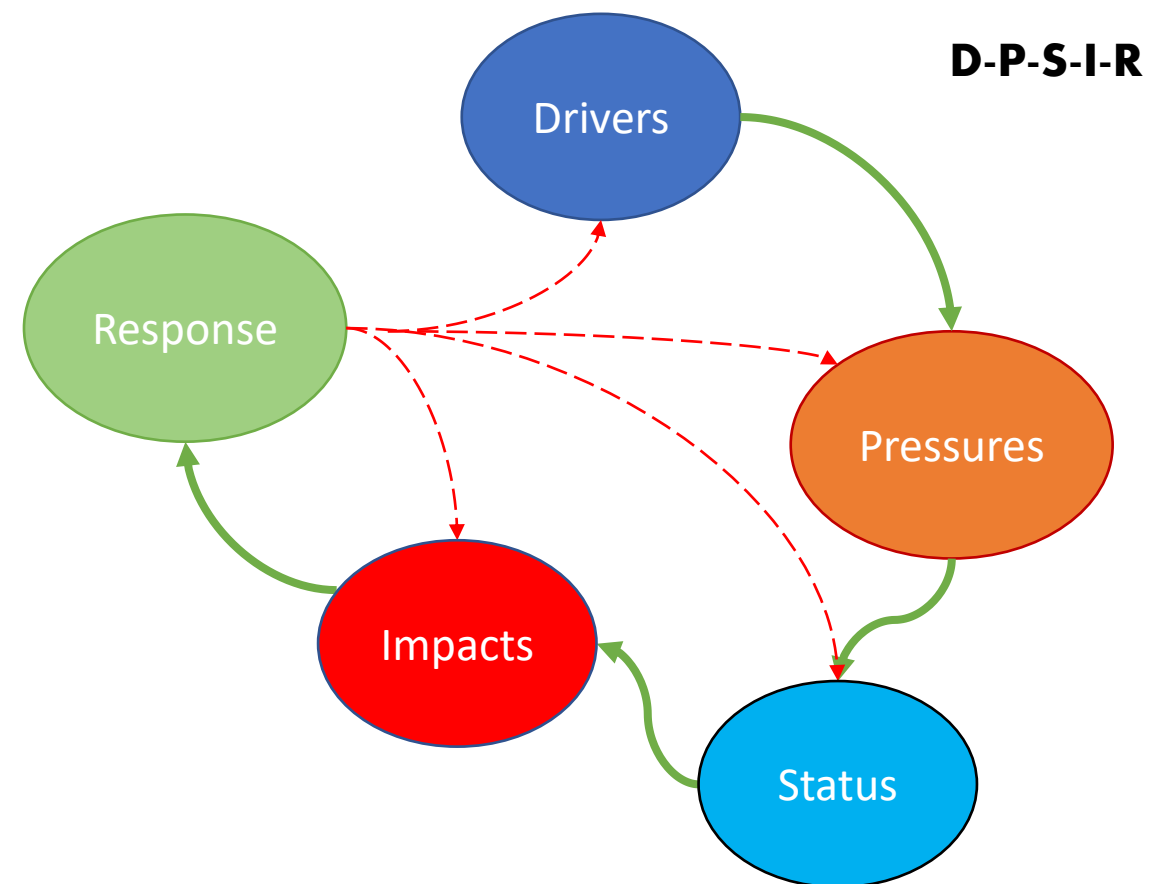 D-P-S-I-R
Drivers
Response
Pressures
Impacts
Status